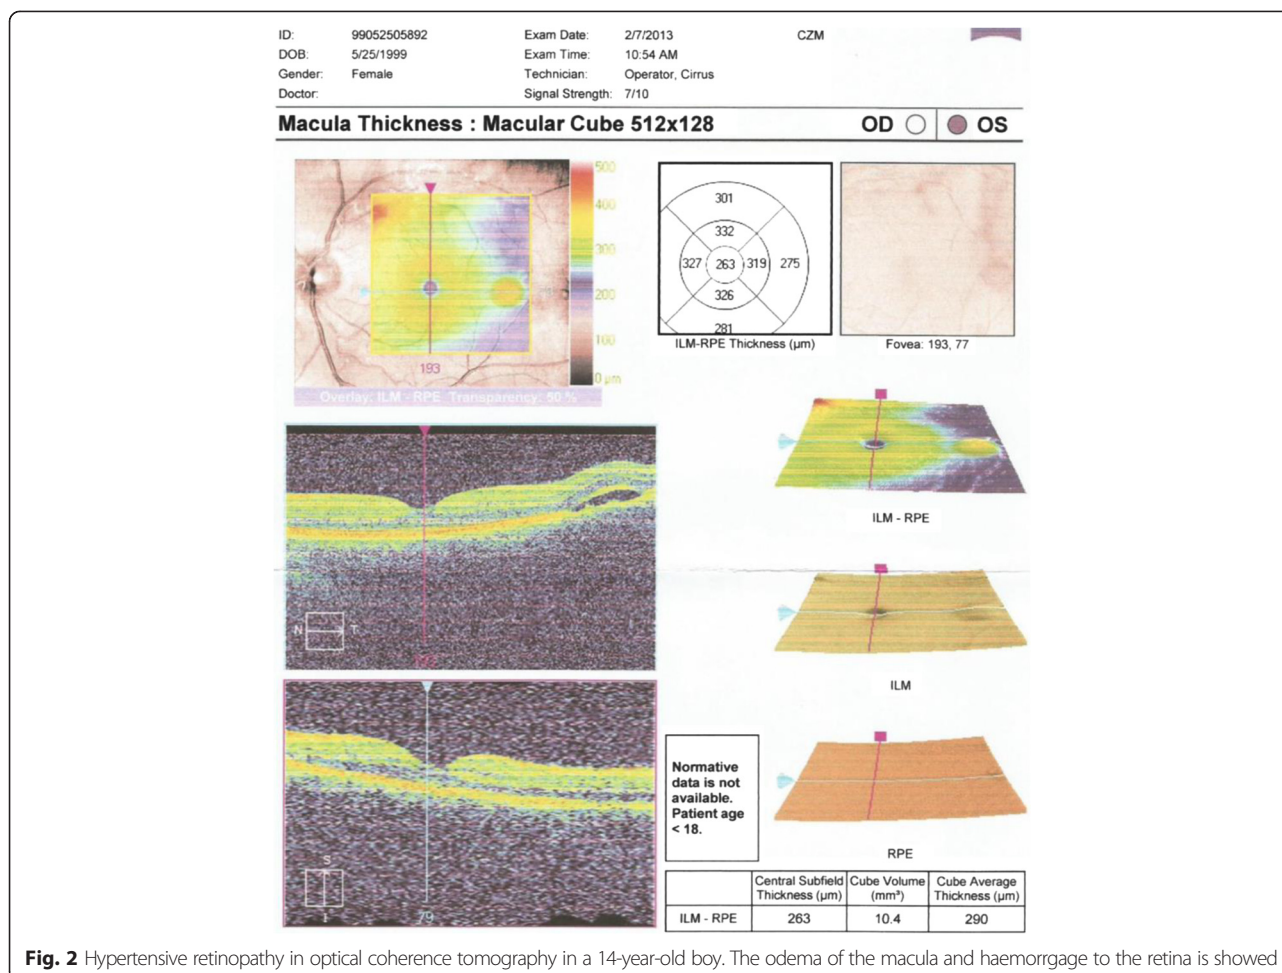 ID: 99052505892 Exam Date: 2/7/2013 CZM
DOB: 5/25/1999 Exam Time: 10:54 AM
Gender: Female Technician: Operator, Cirrus
Doctor: Signal Strength: 7/10
Macula Thickness : Macular Cube 512x128 OD OS
500
400
300
200
100
0 µm
193
Overlay: ILM - RPE Transparency: 50 %
301
332
327 263 319 275
326
281
ILM-RPE Thickness (µm)
Fovea: 193, 77
ILM - RPE
N T
ILM
S
I
79
Normative
data is not
available.
Patient age
< 18.
RPE
Central Subfield Thickness (µm) Cube Volume (mm³) Cube Average Thickness (µm)
ILM - RPE 263 10.4 290
Fig. 2 Hypertensive retinopathy in optical coherence tomography in a 14-year-old boy. The odema of the macula and haemorrgage to the retina is showed